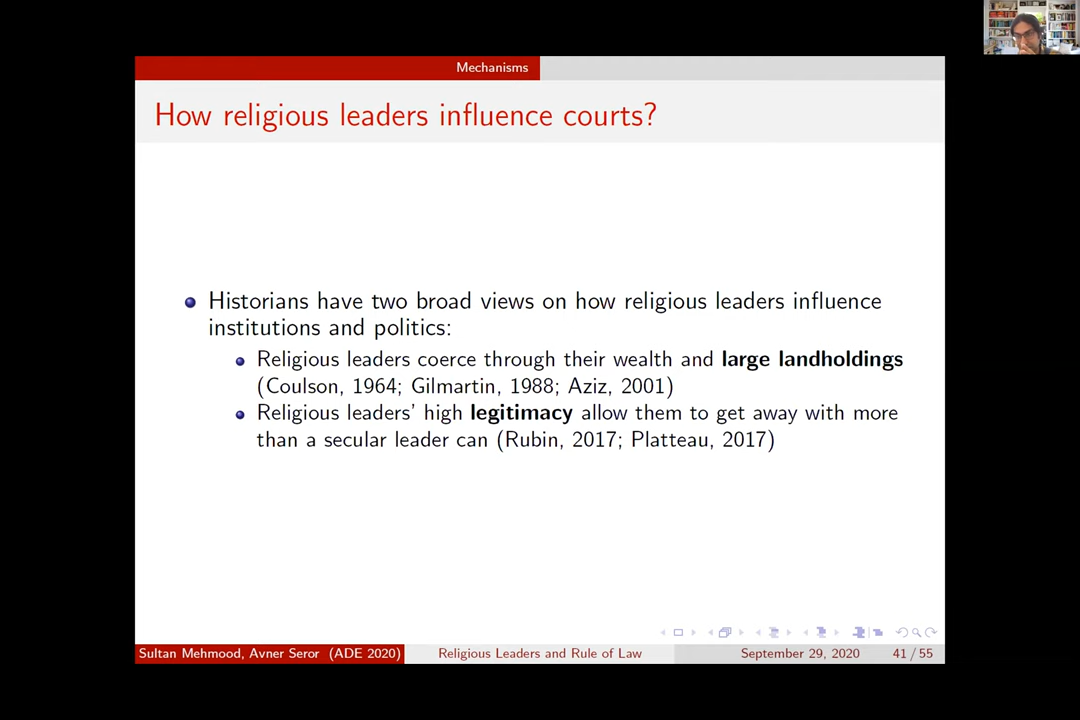 Mechanisms
How religious leaders influence courts?
Historians have two broad views on how religious leaders influence
institutions and politics:
Religious leaders coerce through their wealth and large landholdings
(Coulson, 1964; Gilmartin, 1988; Aziz, 2001)
Religious leaders' high legitimacy allow them to get away with more
than a secular leader can (Rubin, 2017; Platteau, 2017)
Sultan Mehmood, Avner Seror (ADE 2020) Religious Leaders and Rule of Law September 29, 2020 41 / 55